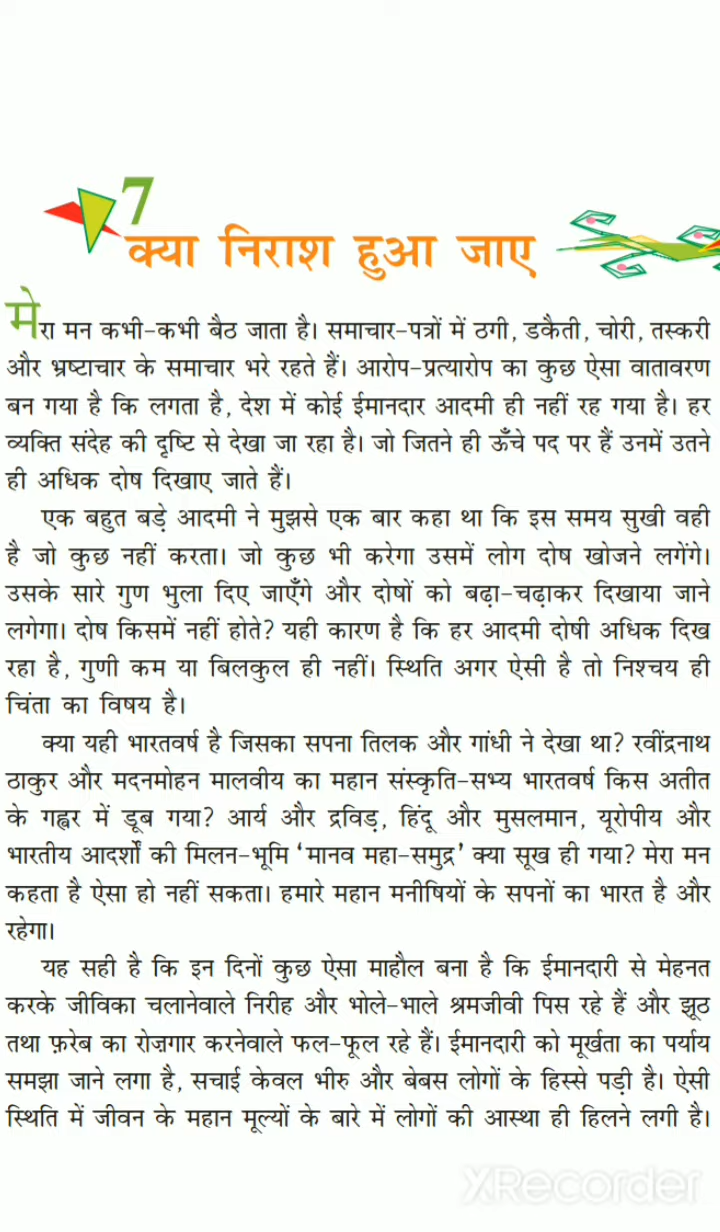 7
क्या निराश हुआ जाए
मेरा मन कभी-कभी बैठ जाता है। समाचार-पत्रों में ठगी, डकैती, चोरी, तस्करी
और भ्रष्टाचार के समाचार भरे रहते हैं। आरोप-प्रत्यारोप का कुछ ऐसा वातावरण
बन गया है कि लगता है, देश में कोई ईमानदार आदमी ही नहीं रह गया है। हर
व्यक्ति संदेह की दृष्टि से देखा जा रहा है। जो जितने ही ऊँचे पद पर हैं उनमें उतने
ही अधिक दोष दिखाए जाते हैं।
एक बहुत बड़े आदमी ने मुझसे एक बार कहा था कि इस समय सुखी वही
है जो कुछ नहीं करता। जो कुछ भी करेगा उसमें लोग दोष खोजने लगेंगे।
उसके सारे गुण भुला दिए जाएँगे और दोषों को बढ़ा-चढ़ाकर दिखाया जाने
लगेगा। दोष किसमें नहीं होते? यही कारण है कि हर आदमी दोषी अधिक दिख
रहा है, गुणी कम या बिलकुल ही नहीं। स्थिति अगर ऐसी है तो निश्चय ही
चिंता का विषय है।
क्या यही भारतवर्ष है जिसका सपना तिलक और गांधी ने देखा था? रवींद्रनाथ
ठाकुर और मदनमोहन मालवीय का महान संस्कृति-सभ्य भारतवर्ष किस अतीत
के गह्वर में डूब गया? आर्य और द्रविड़, हिंदू और मुसलमान, यूरोपीय और
भारतीय आदर्शों की मिलन-भूमि 'मानव महा-समुद्र' क्या सूख ही गया? मेरा मन
कहता है ऐसा हो नहीं सकता। हमारे महान मनीषियों के सपनों का भारत है और
रहेगा।
यह सही है कि इन दिनों कुछ ऐसा माहौल बना है कि ईमानदारी से मेहनत
करके जीविका चलानेवाले निरीह और भोले-भाले श्रमजीवी पिस रहे हैं और झूठ
तथा फ़रेब का रोज़गार करनेवाले फल-फूल रहे हैं। ईमानदारी को मूर्खता का पर्याय
समझा जाने लगा है, सचाई केवल भीरु और बेबस लोगों के हिस्से पड़ी है। ऐसी
स्थिति में जीवन के महान मूल्यों के बारे में लोगों की आस्था ही हिलने लगी है।
XRecorder